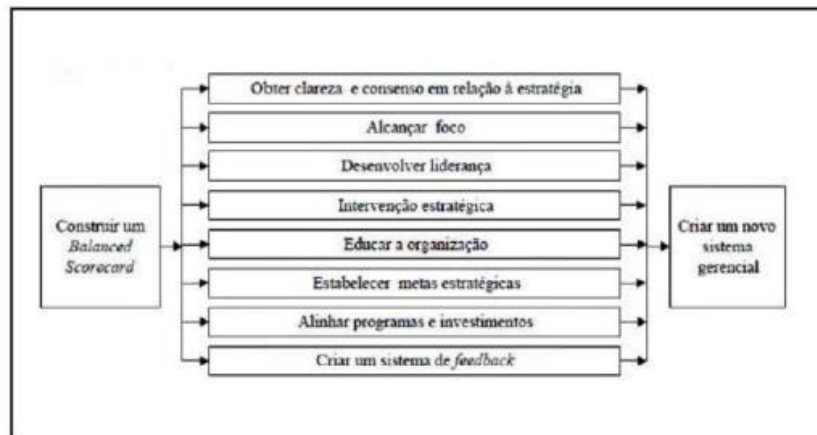 Obter clareza e consenso em relação à estratégia
Alcançar foco
Desenvolver liderança
Intervenção estratégica
Construir um
Balanced
Scorecard
Educar a organização
Criar um novo
sistema
gerencial
Estabelecer metas estratégicas
Alinhar programas e investimentos
Criar um sistema de feedback